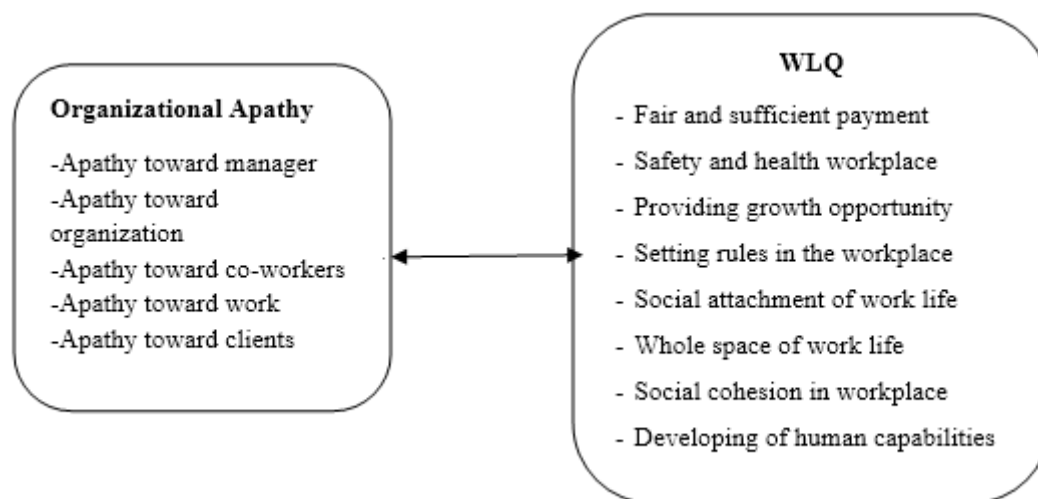 Organizational Apathy
-Apathy toward manager
-Apathy toward
organization
-Apathy toward co-workers
-Apathy toward work
-Apathy toward clients
WLQ
- Fair and sufficient payment
- Safety and health workplace
- Providing growth opportunity
- Setting rules in the workplace
- Social attachment of work life
- Whole space of work life
- Social cohesion in workplace
- Developing of human capabilities